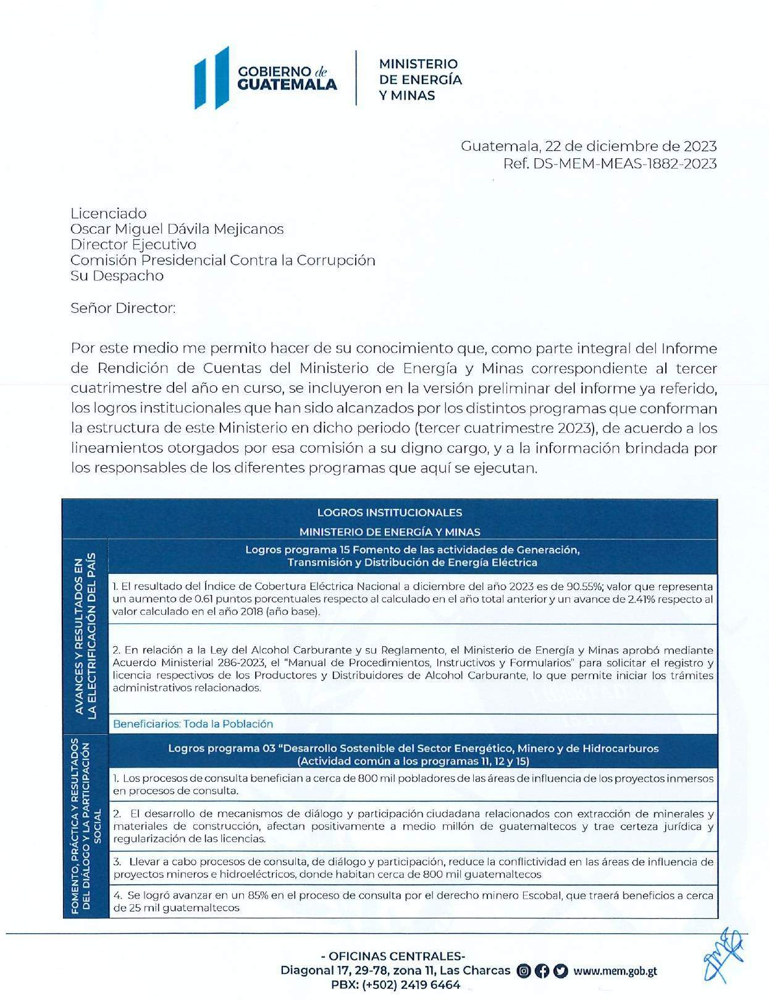 GOBIERNO de
GUATEMALA
MINISTERIO
DE ENERGÍA
Y MINAS
Guatemala, 22 de diciembre de 2023
Ref. DS-MEM-MEAS-1882-2023
Licenciado
Oscar Miguel Dávila Mejicanos
Director Ejecutivo
Comisión Presidencial Contra la Corrupción
Su Despacho
Señor Director:
Por este medio me permito hacer de su conocimiento que, como parte integral del Informe
de Rendición de Cuentas del Ministerio de Energía y Minas correspondiente al tercer
cuatrimestre del año en curso, se incluyeron en la versión preliminar del informe ya referido,
los logros institucionales que han sido alcanzados por los distintos programas que conforman
la estructura de este Ministerio en dicho periodo (tercer cuatrimestre 2023), de acuerdo a los
lineamientos otorgados por esa comisión a su digno cargo, y a la información brindada por
los responsables de los diferentes programas que aquí se ejecutan.
LOGROS INSTITUCIONALES
MINISTERIO DE ENERGÍA Y MINAS
AVANCES Y RESULTADOS EN
LA ELECTRIFICACIÓN DEL PAÍS
Logros programa 15 Fomento de las actividades de Generación,
Transmisión y Distribución de Energía Eléctrica
1. El resultado del Índice de Cobertura Eléctrica Nacional a diciembre del año 2023 es de 90.55%; valor que representa
un aumento de 0.61 puntos porcentuales respecto al calculado en el año total anterior y un avance de 2.41% respecto al
valor calculado en el año 2018 (año base).
2. En relación a la Ley del Alcohol Carburante y su Reglamento, el Ministerio de Energía y Minas aprobó mediante
Acuerdo Ministerial 286-2023, el "Manual de Procedimientos, Instructivos y Formularios" para solicitar el registro y
licencia respectivos de los Productores y Distribuidores de Alcohol Carburante, lo que permite iniciar los trámites
administrativos relacionados.
Beneficiarios: Toda la Población
FOMENTO, PRÁCTICA Y RESULTADOS
DEL DIÁLOGO Y LA PARTICIPACIÓN
SOCIAL
Logros programa 03 "Desarrollo Sostenible del Sector Energético, Minero y de Hidrocarburos
(Actividad común a los programas 11, 12 y 15)
1. Los procesos de consulta benefician a cerca de 800 mil pobladores de las áreas de influencia de los proyectos inmersos
en procesos de consulta.
2. El desarrollo de mecanismos de diálogo y participación ciudadana relacionados con extracción de minerales y
materiales de construcción, afectan positivamente a medio millón de guatemaltecos y trae certeza jurídica y
regularización de las licencias.
3. Llevar a cabo procesos de consulta, de diálogo y participación, reduce la conflictividad en las áreas de influencia de
proyectos mineros e hidroeléctricos, donde habitan cerca de 800 mil guatemaltecos
4. Se logró avanzar en un 85% en el proceso de consulta por el derecho minero Escobal, que traerá beneficios a cerca
de 25 mil guatemaltecos
- OFICINAS CENTRALES-
Diagonal 17, 29-78, zona 11, Las Charcas www.mem.gob.gt
PBX: (+502) 2419 6464